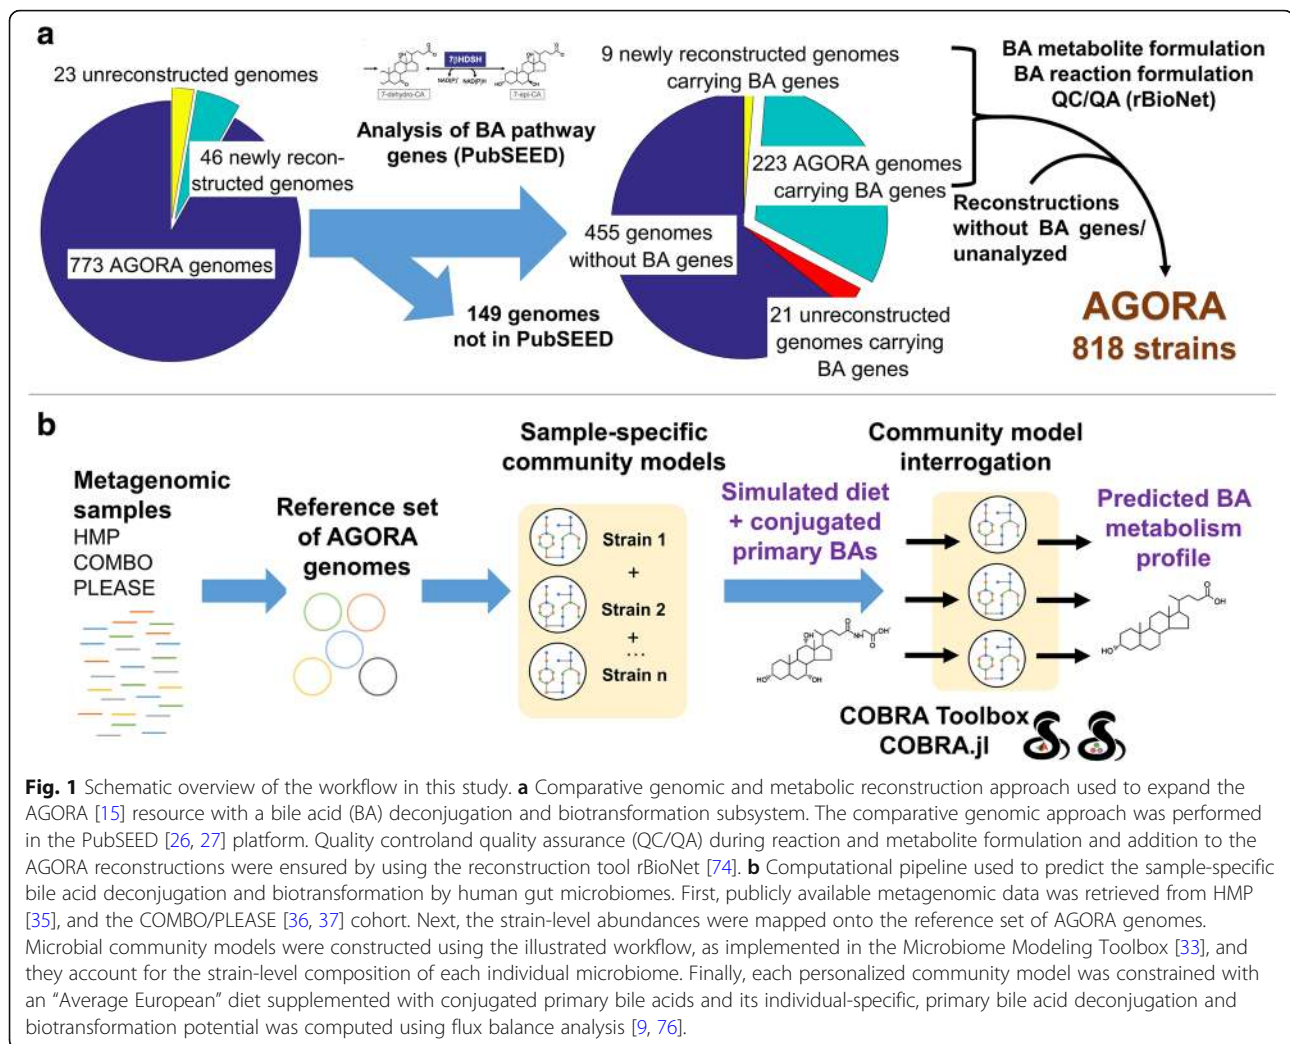 a
23 unreconstructed genomes
46 newly recon-
structed genomes
773 AGORA genomes
7βHDSH
NAD(P)⁺ NAD(P)H
7-dehydro-CA
7-epi-CA
Analysis of BA pathway
genes (PubSEED)
149 genomes
not in PubSEED
9 newly reconstructed genomes
carrying BA genes
223 AGORA genomes
carrying BA genes
455 genomes
without BA genes
21 unreconstructed
genomes carrying
BA genes
BA metabolite formulation
BA reaction formulation
QC/QA (rBioNet)
Reconstructions
without BA genes/
unanalyzed
AGORA
818 strains
b
Metagenomic
samples
HMP
COMBO
PLEASE
Reference set
of AGORA
genomes
Sample-specific
community models
Strain 1
+
Strain 2
+
...
Strain n
Simulated diet
+ conjugated
primary BAs
Community model
interrogation
COBRA Toolbox
COBRA.jl
Predicted BA
metabolism
profile
Fig. 1 Schematic overview of the workflow in this study. a Comparative genomic and metabolic reconstruction approach used to expand the
AGORA [15] resource with a bile acid (BA) deconjugation and biotransformation subsystem. The comparative genomic approach was performed
in the PubSEED [26, 27] platform. Quality controland quality assurance (QC/QA) during reaction and metabolite formulation and addition to the
AGORA reconstructions were ensured by using the reconstruction tool rBioNet [74]. b Computational pipeline used to predict the sample-specific
bile acid deconjugation and biotransformation by human gut microbiomes. First, publicly available metagenomic data was retrieved from HMP
[35], and the COMBO/PLEASE [36, 37] cohort. Next, the strain-level abundances were mapped onto the reference set of AGORA genomes.
Microbial community models were constructed using the illustrated workflow, as implemented in the Microbiome Modeling Toolbox [33], and
they account for the strain-level composition of each individual microbiome. Finally, each personalized community model was constrained with
an “Average European” diet supplemented with conjugated primary bile acids and its individual-specific, primary bile acid deconjugation and
biotransformation potential was computed using flux balance analysis [9, 76].